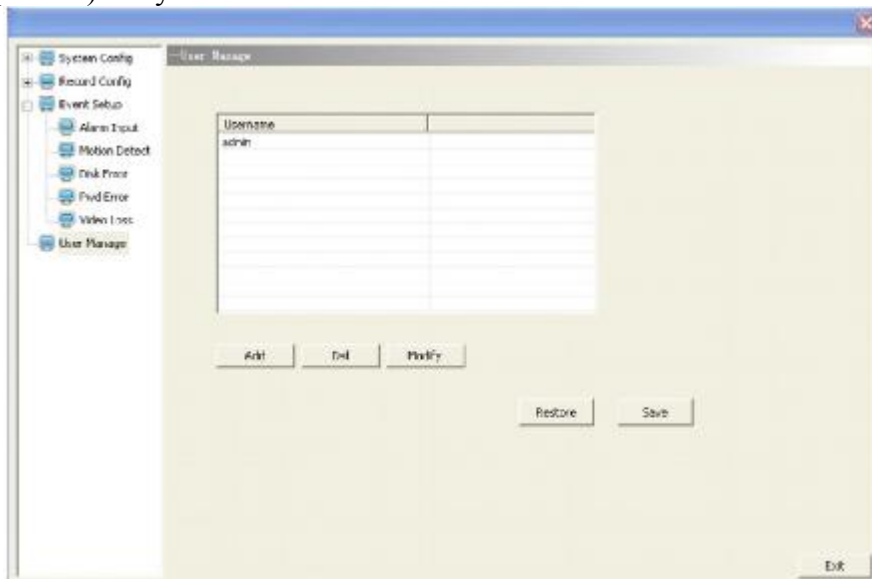 System Config
User Manage
Record Config
Event Setup
Alarm Input
Username
admin
Motion Detect
Disk Error
Pwd Error
Video Loss
User Manage
Add
Del
Modify
Restore
Save
Exit